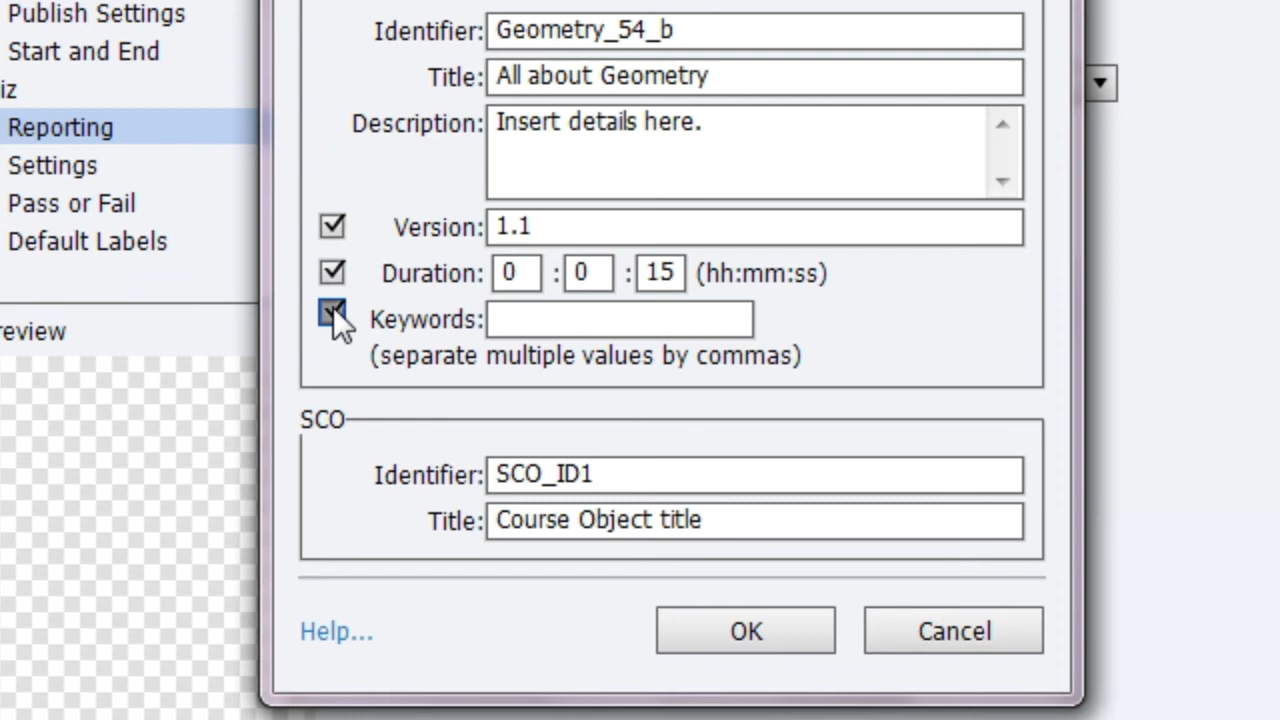 Publish Settings
Start and End
iz
Reporting
Settings
Pass or Fail
Default Labels
review
Identifier: Geometry_54_b
Title: All about Geometry
Description: Insert details here.
Version: 1.1
Duration: 0 : 0 : 15 (hh:mm:ss)
Keywords:
(separate multiple values by commas)
SCO
Identifier: SCO_ID1
Title: Course Object title
Help...
OK
Cancel